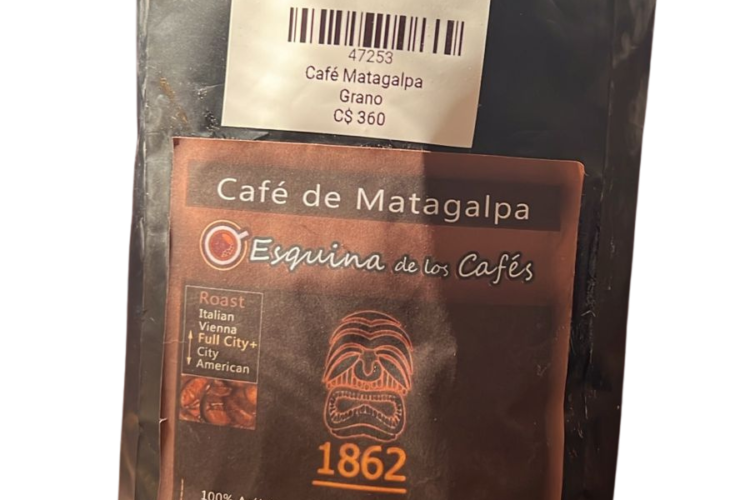 47253
Café Matagalpa
Grano
C$ 360
Café de Matagalpa
Esquina de los Cafés
Roast
Italian
Vienna
Full City+
City
American
1862
100%